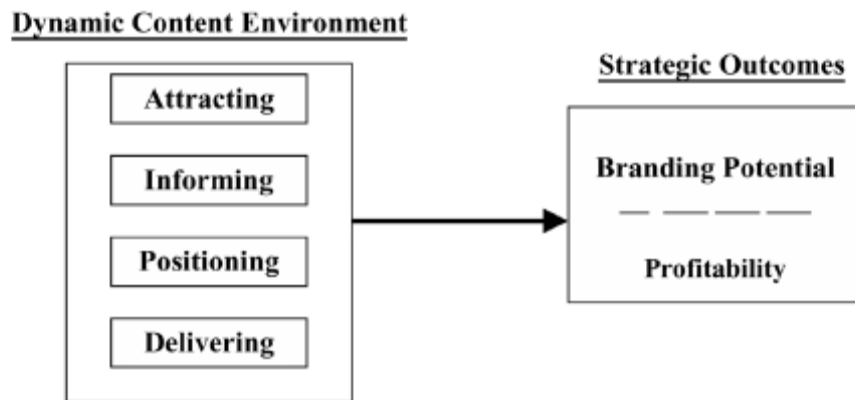 Dynamic Content Environment
Attracting
Informing
Positioning
Delivering
Strategic Outcomes
Branding Potential
Profitability